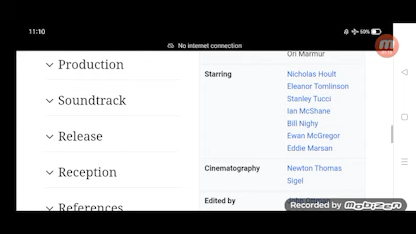 11:10
59%
No internet connection
Production
Soundtrack
Release
Reception
References
Ori Marmur
Starring
Nicholas Hoult
Eleanor Tomlinson
Stanley Tucci
Ian McShane
Bill Nighy
Ewan McGregor
Eddie Marsan
Cinematography
Newton Thomas
Sigel
Edited by
Recorded by MOBIZEN